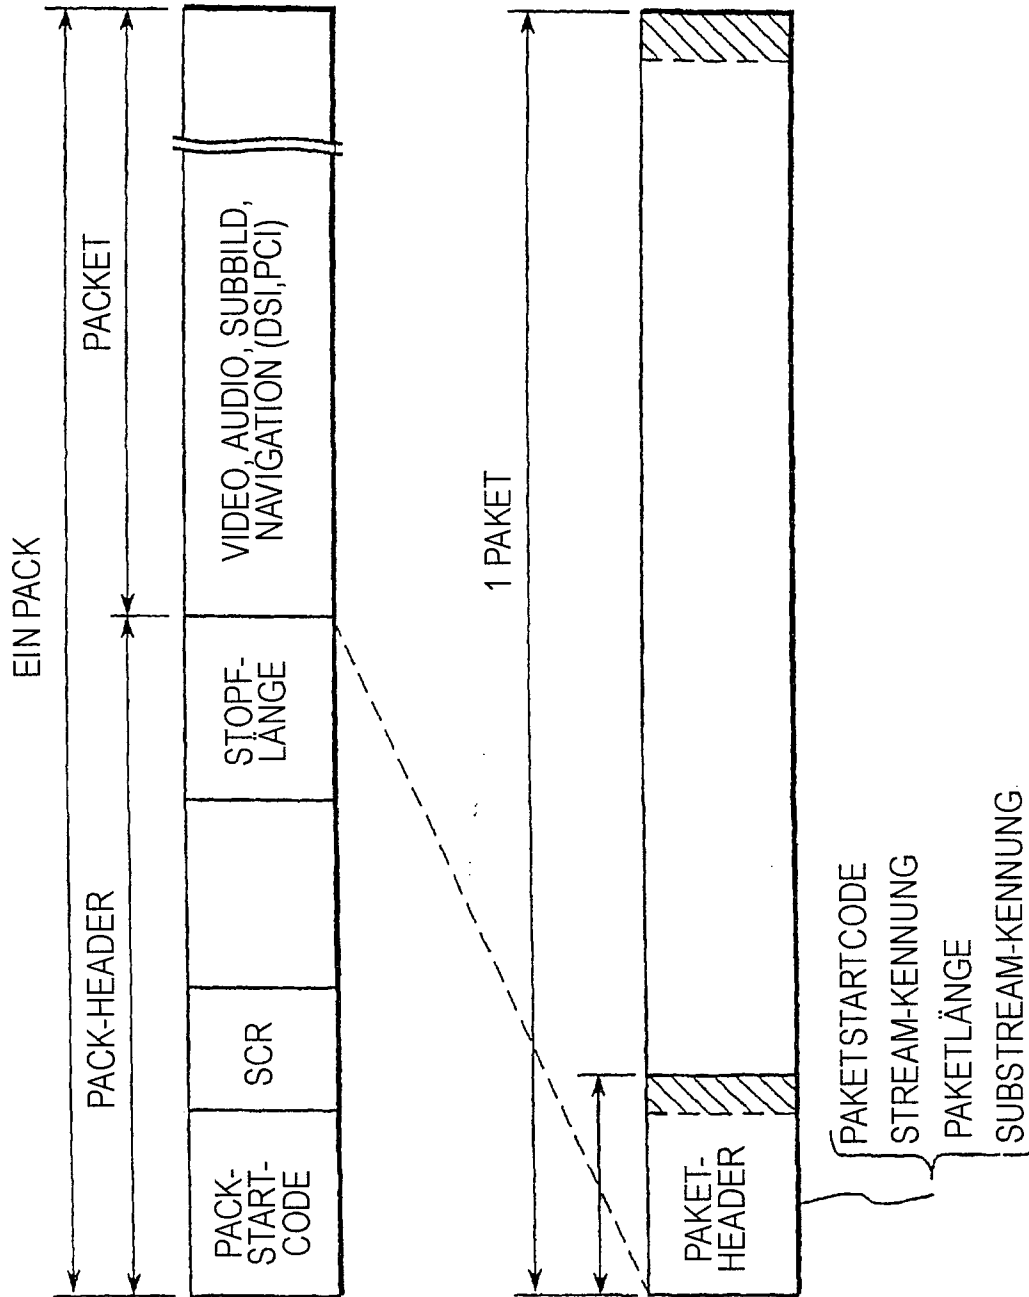 EIN PACK
PACK-HEADER
PACKET
PACK-
START-
CODE
SCR
STOPF-
LÄNGE
VIDEO, AUDIO, SUBBILD,
NAVIGATION (DSI,PCI)
1 PAKET
PAKET-
HEADER
PAKETSTARTCODE
STREAM-KENNUNG
PAKETLÄNGE
SUBSTREAM-KENNUNG